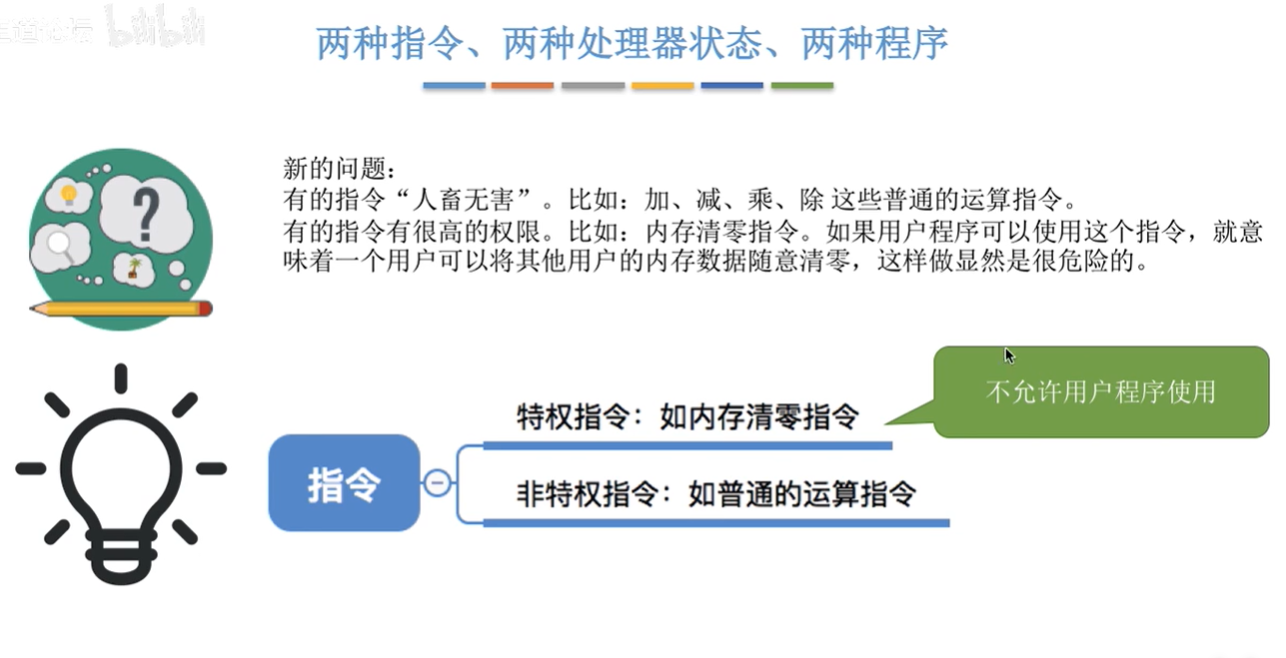 bilibili
两种指令、两种处理器状态、两种程序
新的问题：
有的指令“人畜无害”。比如：加、减、乘、除 这些普通的运算指令。
有的指令有很高的权限。比如：内存清零指令。如果用户程序可以使用这个指令，就意
味着一个用户可以将其他用户的内存数据随意清零，这样做显然是很危险的。
?
不允许用户程序使用
特权指令：如内存清零指令
指令
非特权指令：如普通的运算指令